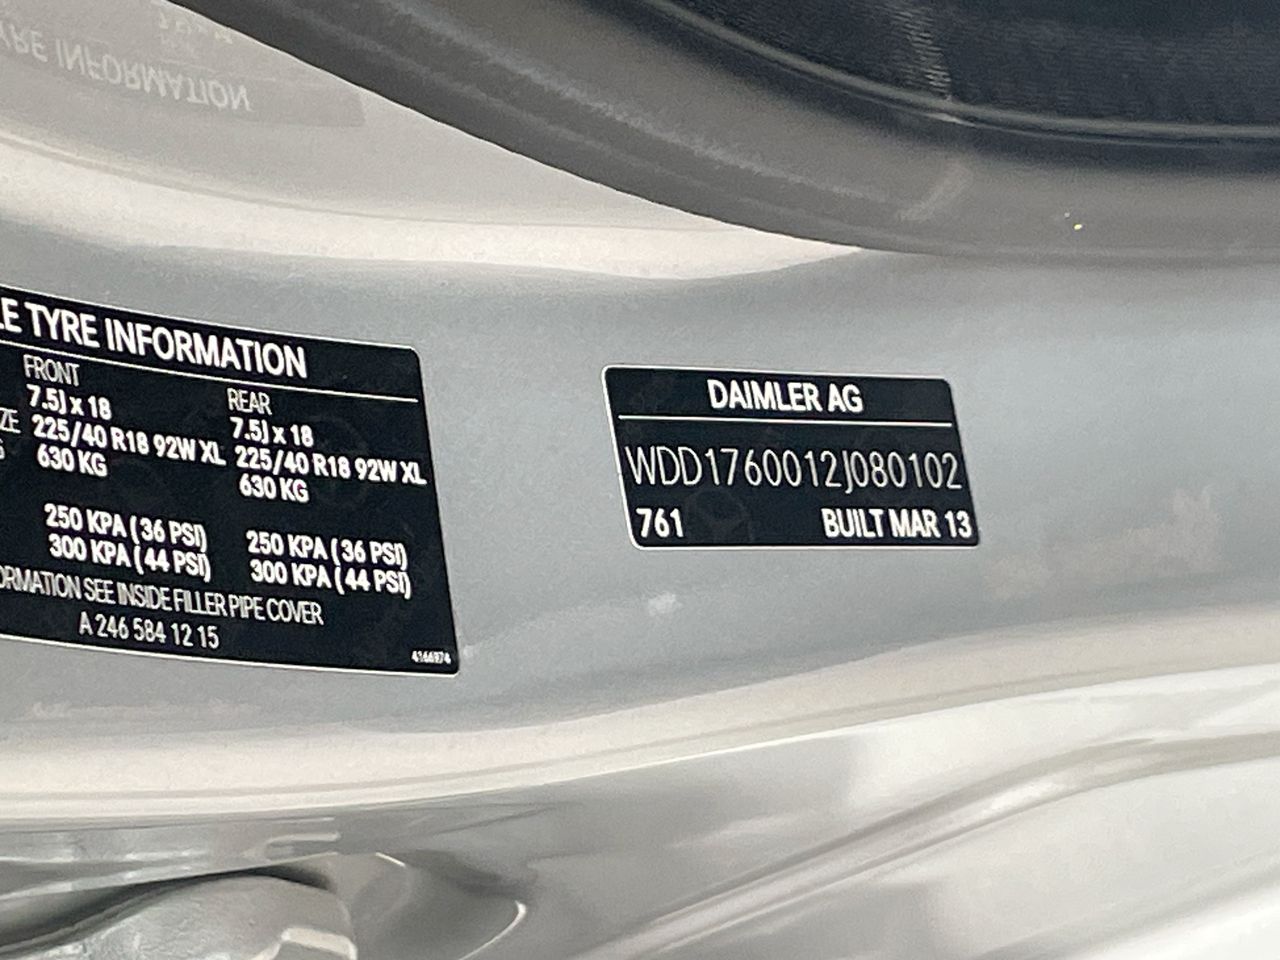 LE TYRE INFORMATION
FRONT REAR
7.5J x 18 7.5J x 18
225/40 R18 92W XL 225/40 R18 92W XL
630 KG 630 KG
250 KPA (36 PSI) 250 KPA (36 PSI)
300 KPA (44 PSI) 300 KPA (44 PSI)
ORMATION SEE INSIDE FILLER PIPE COVER
A 246 584 12 15
4166974
DAIMLER AG
WDD1760012J080102
761 BUILT MAR 13
TYRE INFORMATION